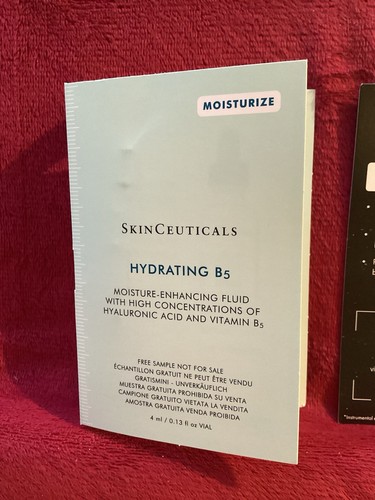 MOISTURIZE
SKINCEUTICALS
HYDRATING B5
MOISTURE-ENHANCING FLUID
WITH HIGH CONCENTRATIONS OF
HYALURONIC ACID AND VITAMIN B5
FREE SAMPLE NOT FOR SALE
ÉCHANTILLON GRATUIT NE PEUT ÊTRE VENDU
GRATISMINI - UNVERKÄUFLICH
MUESTRA GRATUITA PROHIBIDA SU VENTA
CAMPIONE GRATUITO VIETATA LA VENDITA
AMOSTRA GRATUITA VENDA PROIBIDA
4 ml / 0.13 fl oz VIAL
*Instrumental